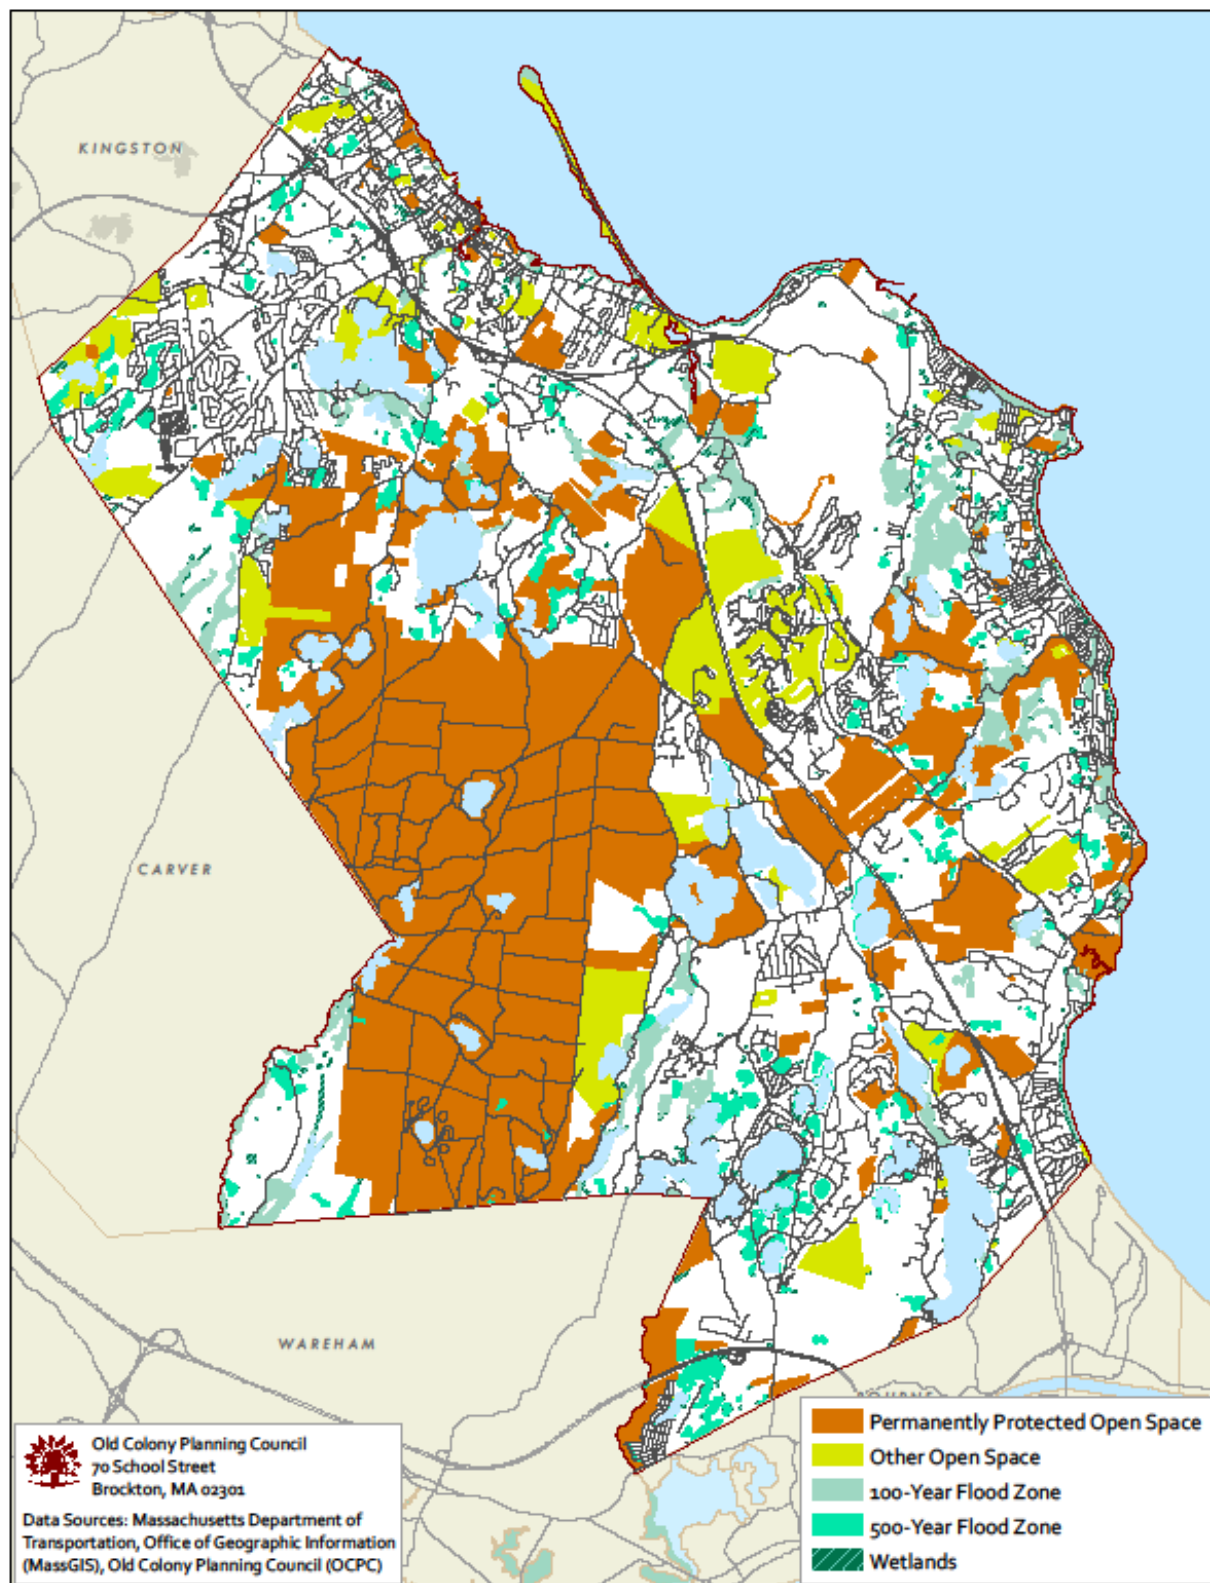 KINGSTON
CARVER
WAREHAM
BOURNE
Old Colony Planning Council
70 School Street
Brockton, MA 02301
Data Sources: Massachusetts Department of
Transportation, Office of Geographic Information
(MassGIS), Old Colony Planning Council (OCPC)
Permanently Protected Open Space
Other Open Space
100-Year Flood Zone
500-Year Flood Zone
Wetlands